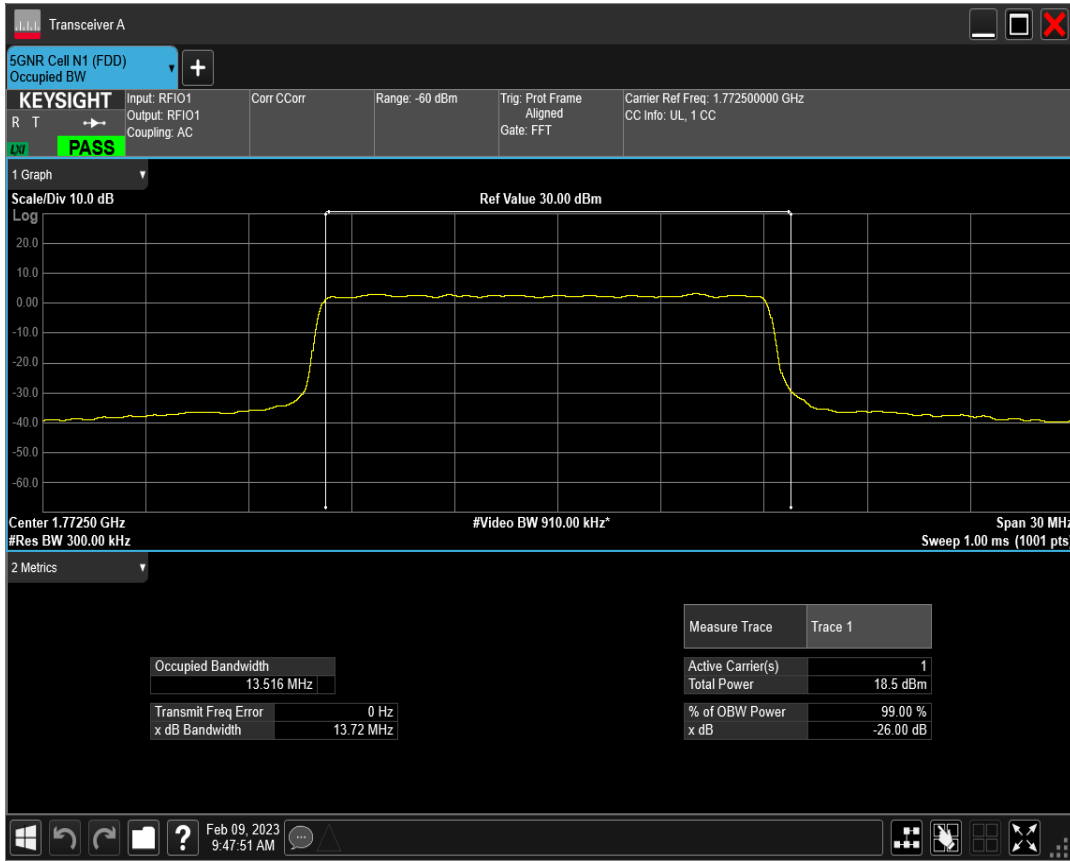 Transceiver A
5GNR Cell N1 (FDD)
Occupied BW
+
KEYSIGHT
R T
LXI
PASS
Input: RFIO1
Output: RFIO1
Coupling: AC
Corr CCorr
Range: -60 dBm
Trig: Prot Frame
Aligned
Gate: FFT
Carrier Ref Freq: 1.772500000 GHz
CC Info: UL, 1 CC
1 Graph
Scale/Div 10.0 dB
Ref Value 30.00 dBm
Log
20.0
10.0
0.00
-10.0
-20.0
-30.0
-40.0
-50.0
-60.0
Center 1.77250 GHz
#Video BW 910.00 kHz*
Span 30 MHz
#Res BW 300.00 kHz
Sweep 1.00 ms (1001 pts)
2 Metrics
Measure Trace Trace 1
Occupied Bandwidth
13.516 MHz
Transmit Freq Error 0 Hz
x dB Bandwidth 13.72 MHz
Active Carrier(s) 1
Total Power 18.5 dBm
% of OBW Power 99.00 %
x dB -26.00 dB
?
Feb 09, 2023
9:47:51 AM